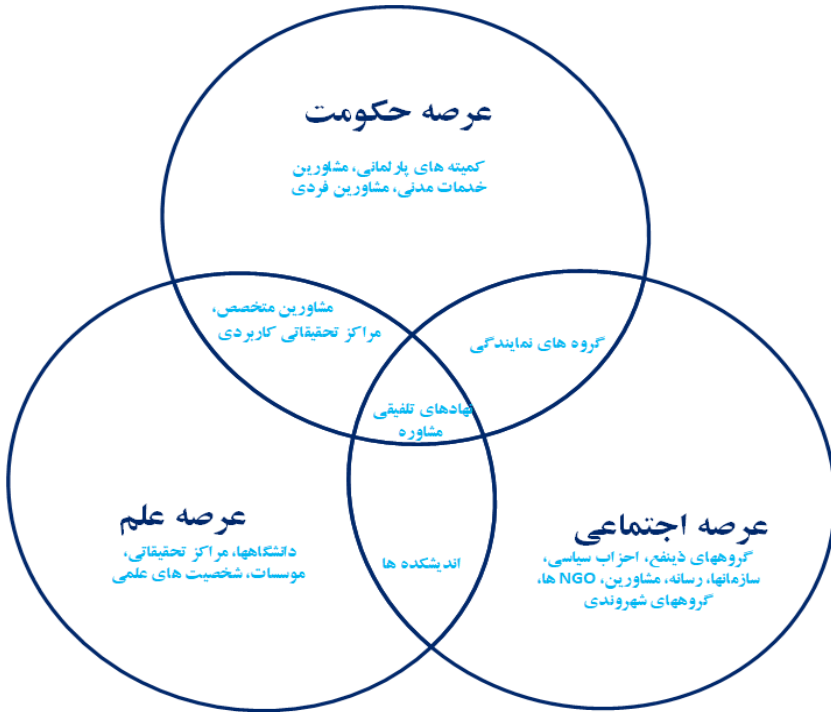 عرصه حکومت
کمیته های پارلمانی، مشاورین
خدمات مدنی، مشاورین فردی
مشاورین متخصص،
مراکز تحقیقاتی کاربردی
گروه های نمایندگی
نهادهای تلفیقی
مشاوره
عرصه اجتماعی
گروههای ذینفع، احزاب سیاسی،
سازمانها، رسانه، مشاورین، NGO ها،
گروههای شهروندی
عرصه علم
دانشگاهها، مراکز تحقیقاتی،
موسسات، شخصیت های علمی
اندیشکده ها